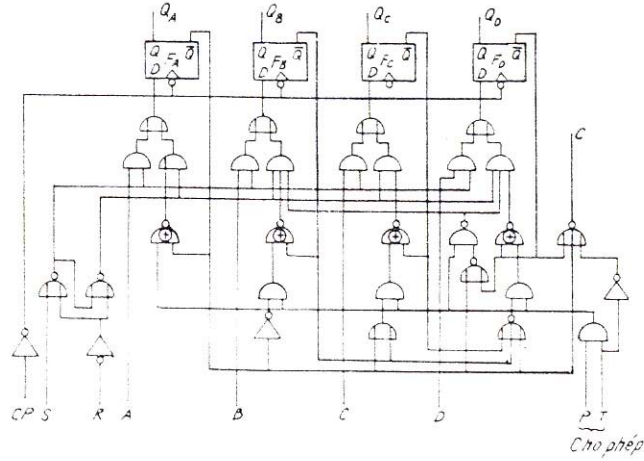 Q_A Q_B Q_C Q_D
Q F_A Q̅ Q F_B Q̅ Q F_C Q̅ Q F_D Q̅
D D D D
C
CP S R A B C D P T
Cho phép